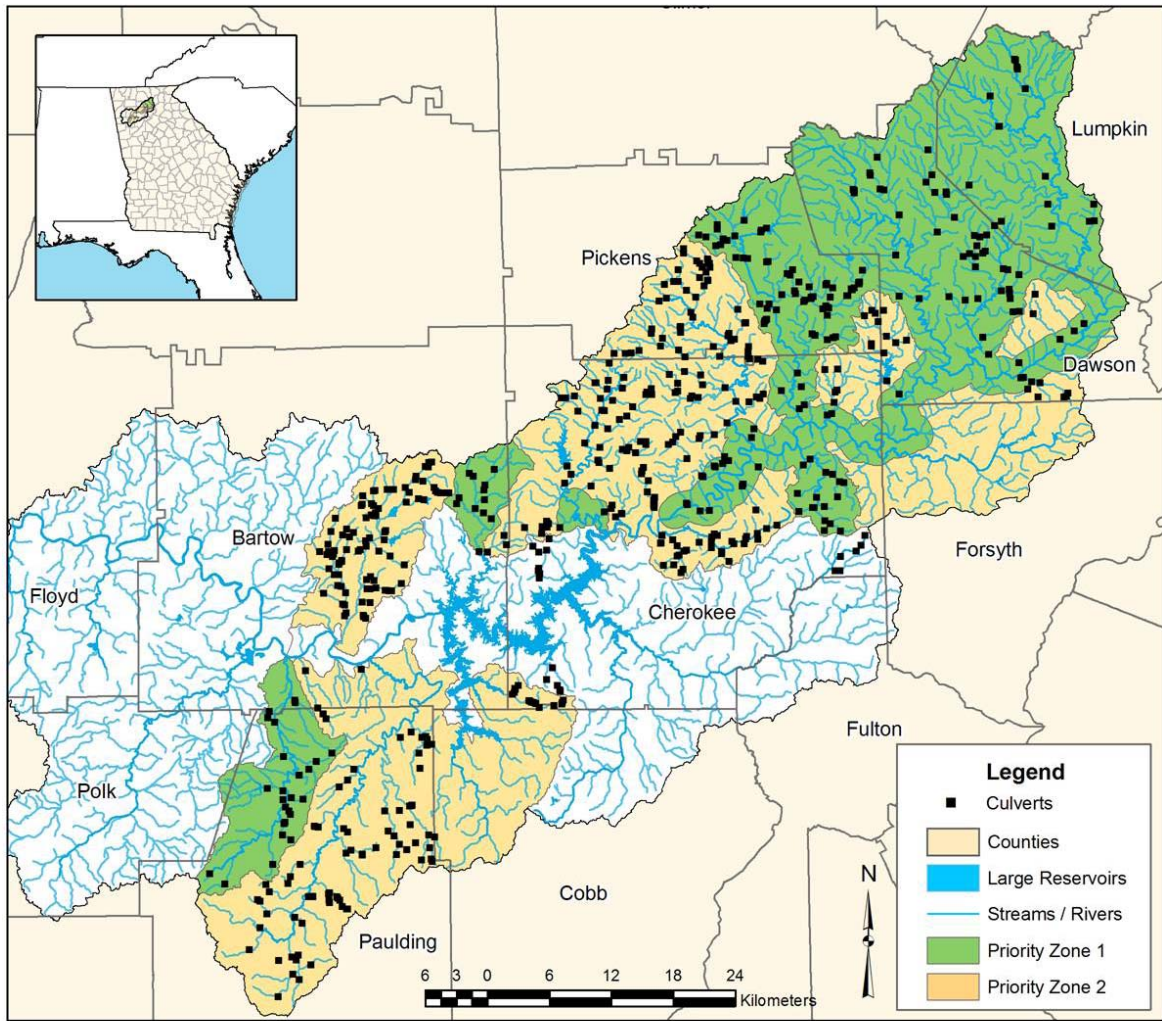 Lumpkin
Pickens
Dawson
Bartow
Forsyth
Floyd
Cherokee
Fulton
Polk
Cobb
Paulding
N
6 3 0 6 12 18 24
Kilometers
Legend
Culverts
Counties
Large Reservoirs
Streams / Rivers
Priority Zone 1
Priority Zone 2